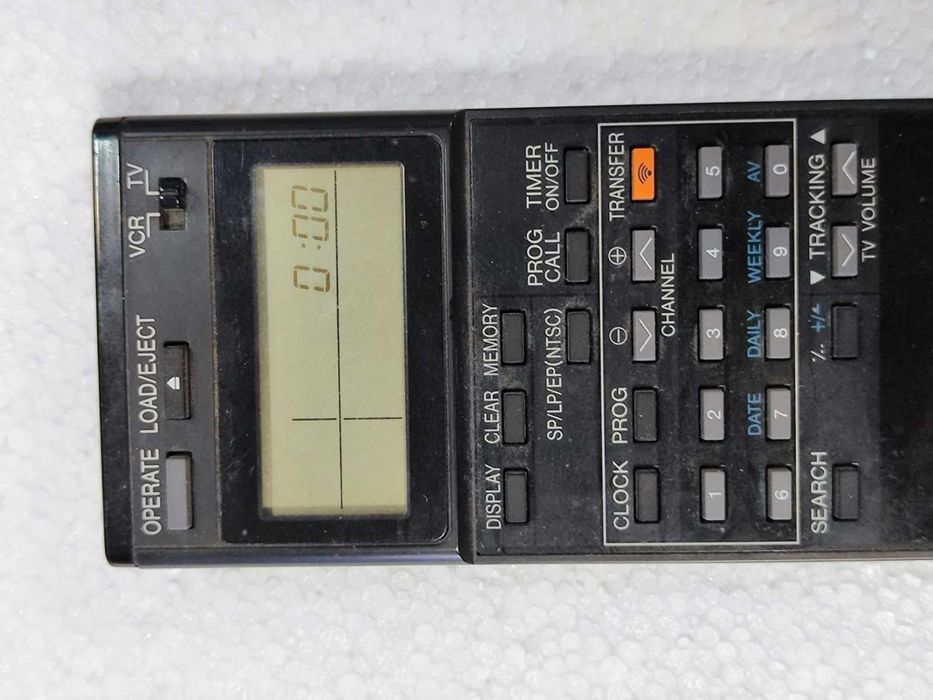 OPERATE LOAD/EJECT VCR TV
0:00
DISPLAY CLEAR MEMORY
PROG TIMER
CALL ON/OFF
SP/LP/EP(NTSC)
CLOCK PROG ⊖ ⊕ TRANSFER
CHANNEL
1 2 3 4 5
DATE DAILY WEEKLY AV
6 7 8 9 0
SEARCH ▼ TRACKING ▲
TV VOLUME